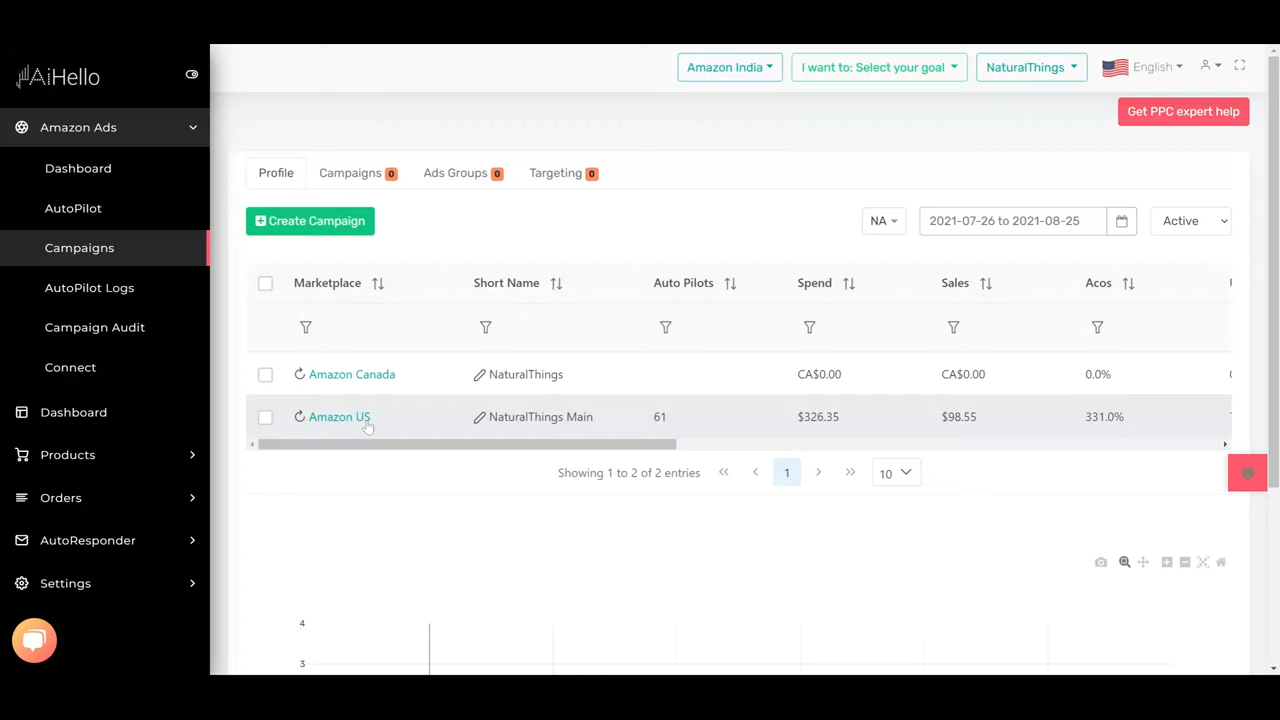 AiHello
Amazon India
I want to: Select your goal
NaturalThings
English
Get PPC expert help
Amazon Ads
Dashboard
AutoPilot
Campaigns
AutoPilot Logs
Campaign Audit
Connect
Dashboard
Products
Orders
AutoResponder
Settings
Profile
Campaigns 0
Ads Groups 0
Targeting 0
Create Campaign
NA
2021-07-26 to 2021-08-25
Active
Marketplace Short Name Auto Pilots Spend Sales Acos
Amazon Canada NaturalThings CA$0.00 CA$0.00 0.0%
Amazon US NaturalThings Main 61 $326.35 $98.55 331.0%
Showing 1 to 2 of 2 entries
1
10
4
3